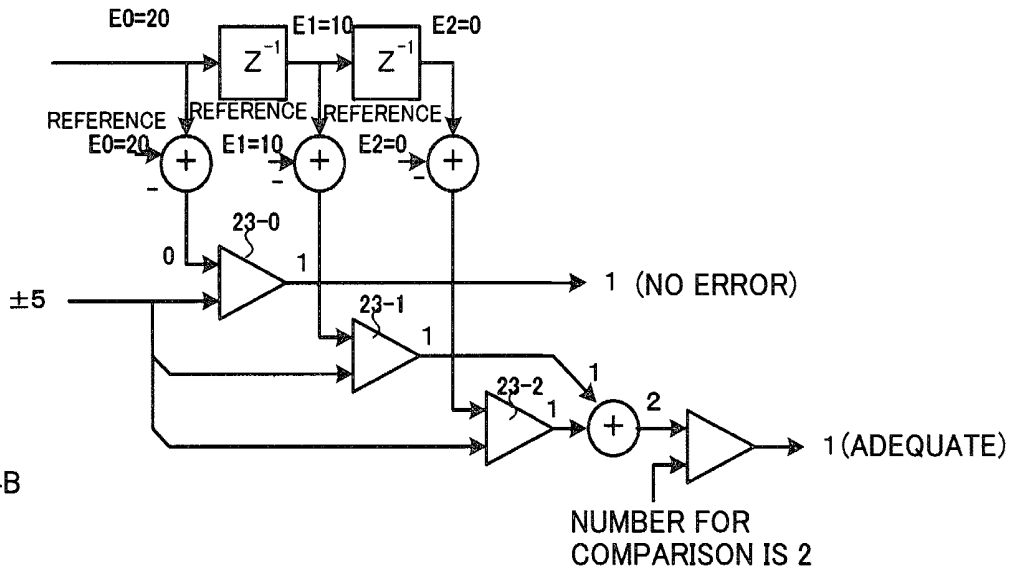 E0=20
E1=10
E2=0
Z⁻¹
Z⁻¹
REFERENCE
E0=20
REFERENCE
E1=10
REFERENCE
E2=0
+
-
+
-
+
-
23-0
0
1
1 (NO ERROR)
±5
23-1
1
1
23-2
1
+
2
1 (ADEQUATE)
NUMBER FOR
COMPARISON IS 2